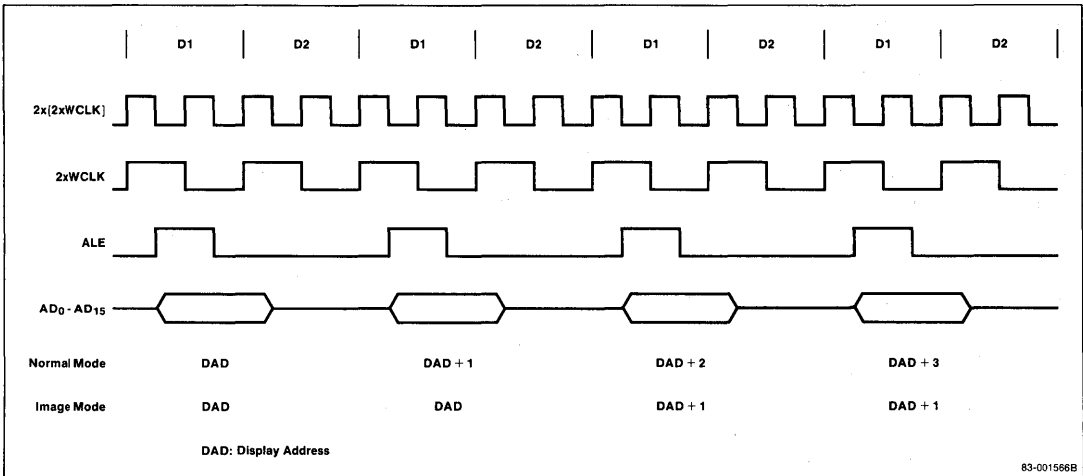 D1 D2 D1 D2 D1 D2 D1 D2
2x[2xWCLK]
2xWCLK
ALE
AD0 - AD15
Normal Mode DAD DAD + 1 DAD + 2 DAD + 3
Image Mode DAD DAD DAD + 1 DAD + 1
DAD: Display Address
83-001566B